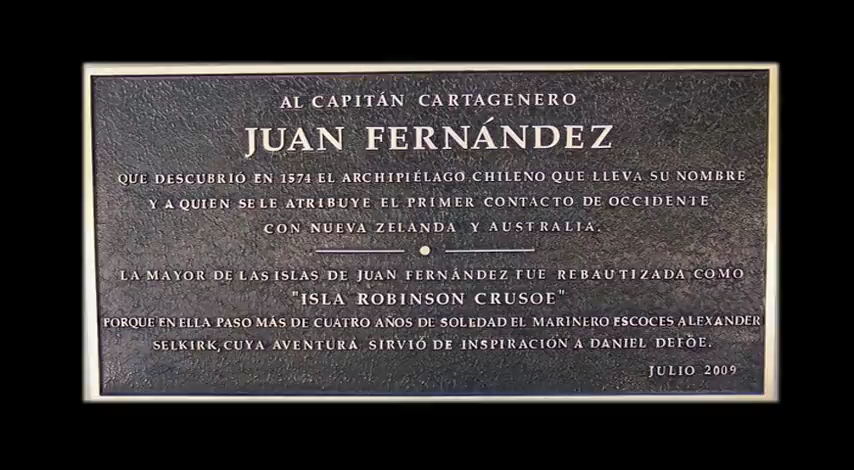 AL CAPITÁN CARTAGENERO
JUAN FERNÁNDEZ
QUE DESCUBRIÓ EN 1574 EL ARCHIPIÉLAGO CHILENO QUE LLEVA SU NOMBRE
Y A QUIEN SE LE ATRIBUYE EL PRIMER CONTACTO DE OCCIDENTE
CON NUEVA ZELANDA Y AUSTRALIA.
LA MAYOR DE LAS ISLAS DE JUAN FERNÁNDEZ FUE REBAUTIZADA COMO
"ISLA ROBINSON CRUSOE"
PORQUE EN ELLA PASO MÁS DE CUATRO AÑOS DE SOLEDAD EL MARINERO ESCOCES ALEXANDER
SELKIRK, CUYA AVENTURA SIRVIÓ DE INSPIRACIÓN A DANIEL DEFOE.
JULIO 2009